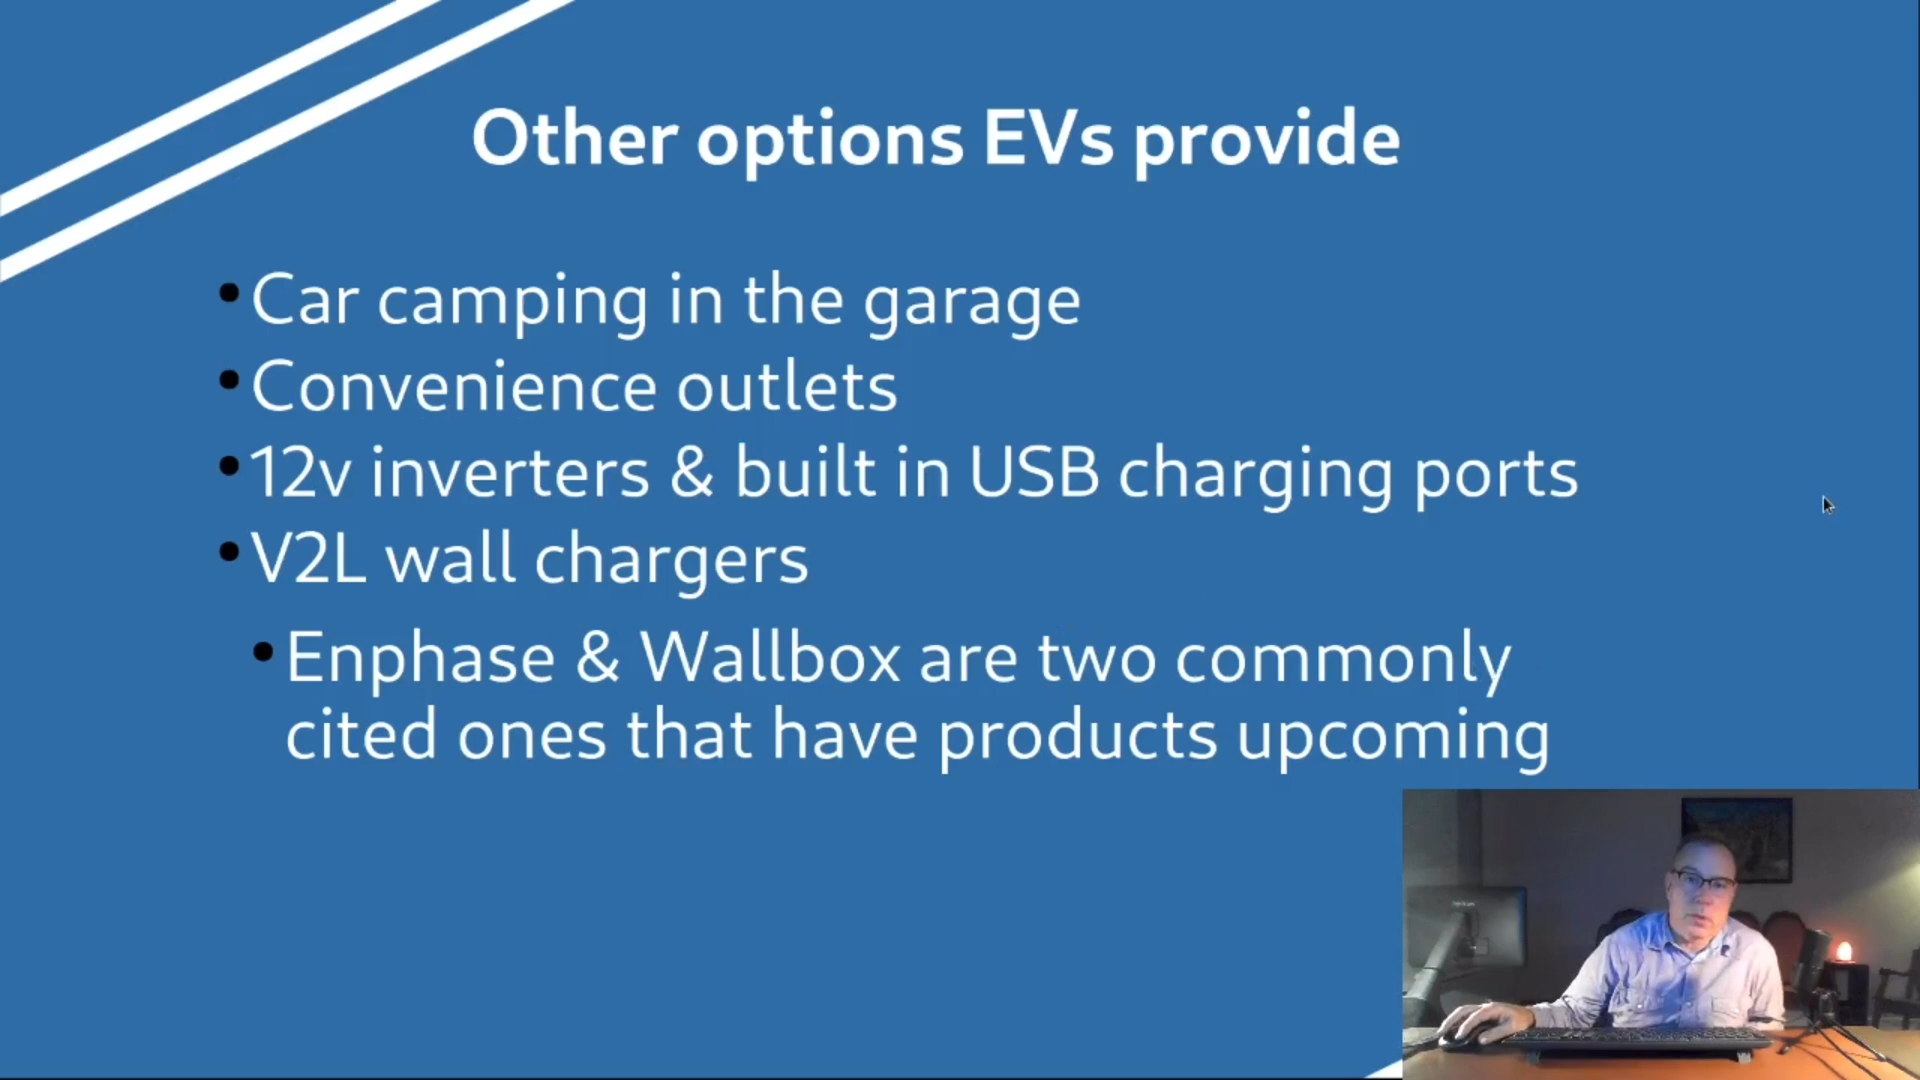 Other options EVs provide
Car camping in the garage
Convenience outlets
12v inverters & built in USB charging ports
V2L wall chargers
Enphase & Wallbox are two commonly
cited ones that have products upcoming